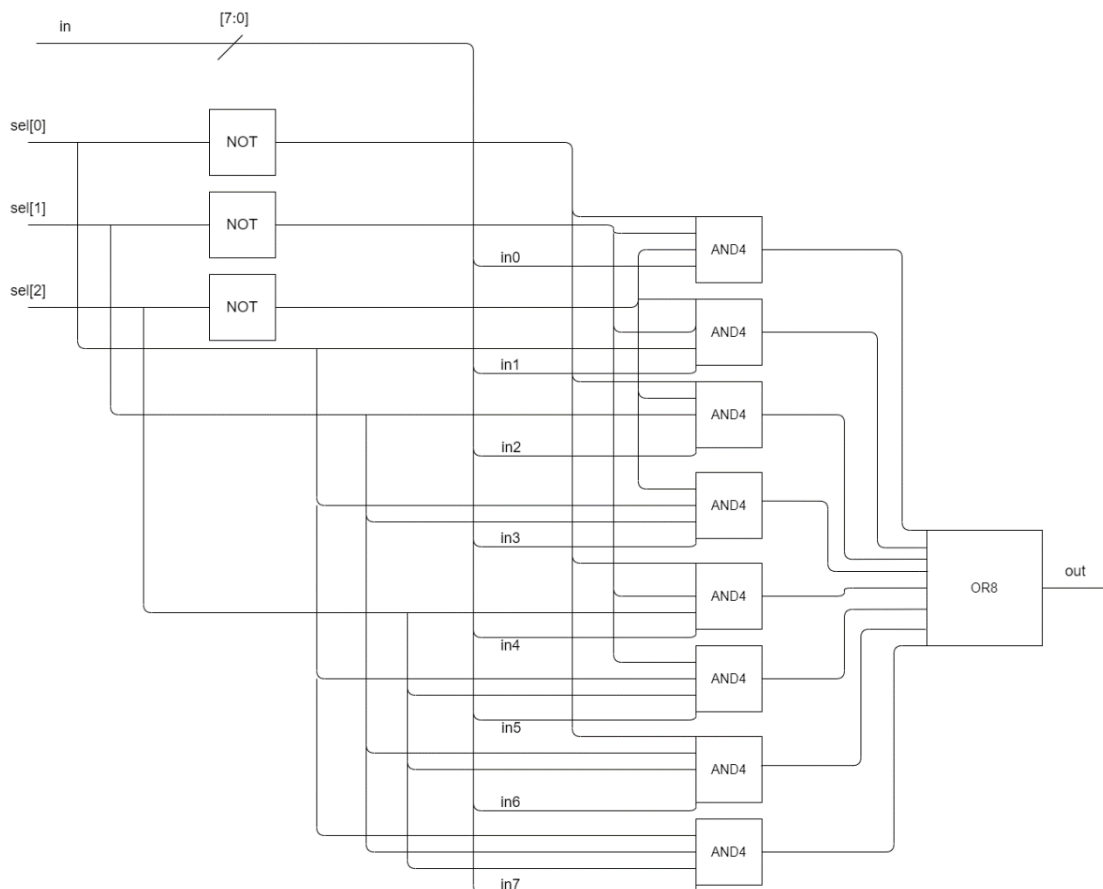 in
[7:0]
sel[0]
NOT
sel[1]
NOT
AND4
in0
sel[2]
NOT
AND4
in1
AND4
in2
AND4
in3
out
AND4
OR8
in4
AND4
in5
AND4
in6
AND4
in7